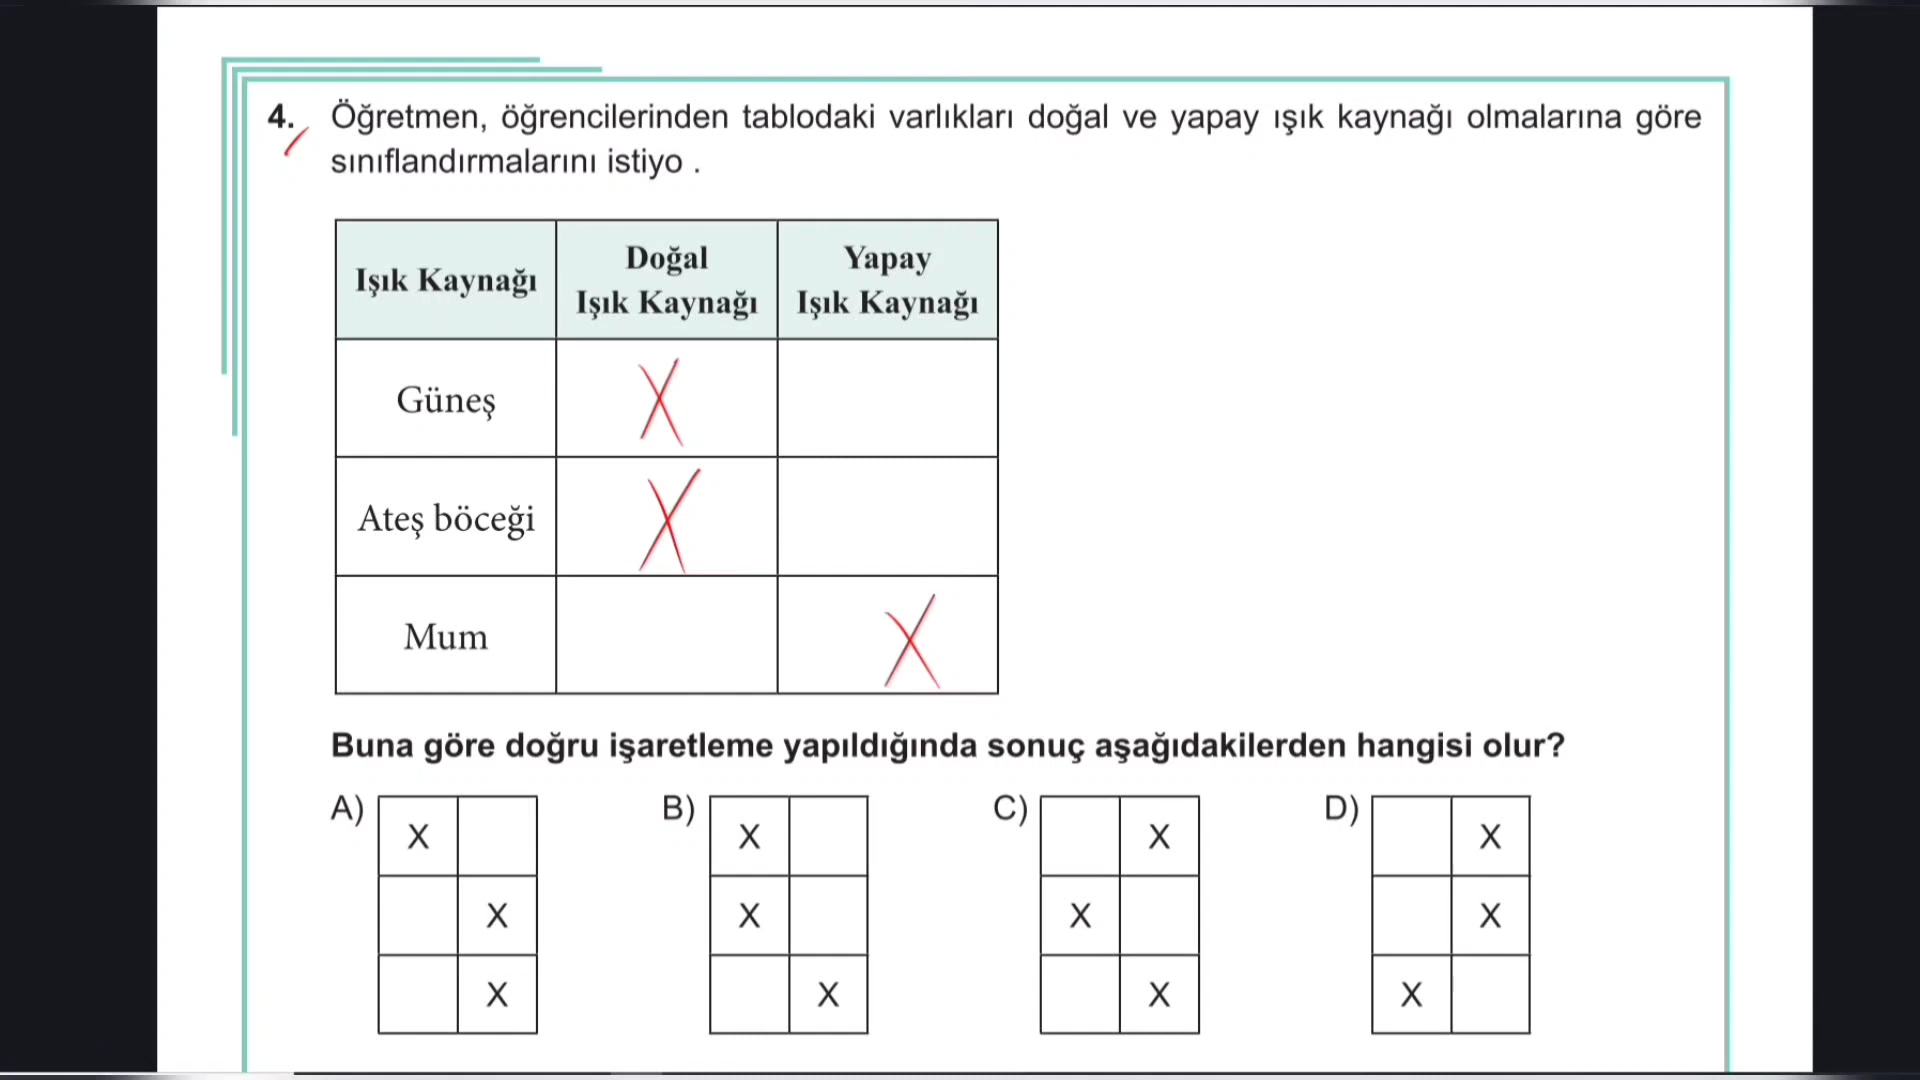 4. Öğretmen, öğrencilerinden tablodaki varlıkları doğal ve yapay ışık kaynağı olmalarına göre
sınıflandırmalarını istiyo .
Işık Kaynağı
Doğal
Işık Kaynağı
Yapay
Işık Kaynağı
Güneş X
Ateş böceği X
Mum X
Buna göre doğru işaretleme yapıldığında sonuç aşağıdakilerden hangisi olur?
A) X
X
X
B) X
X
X
C) X
X
X
D) X
X
X